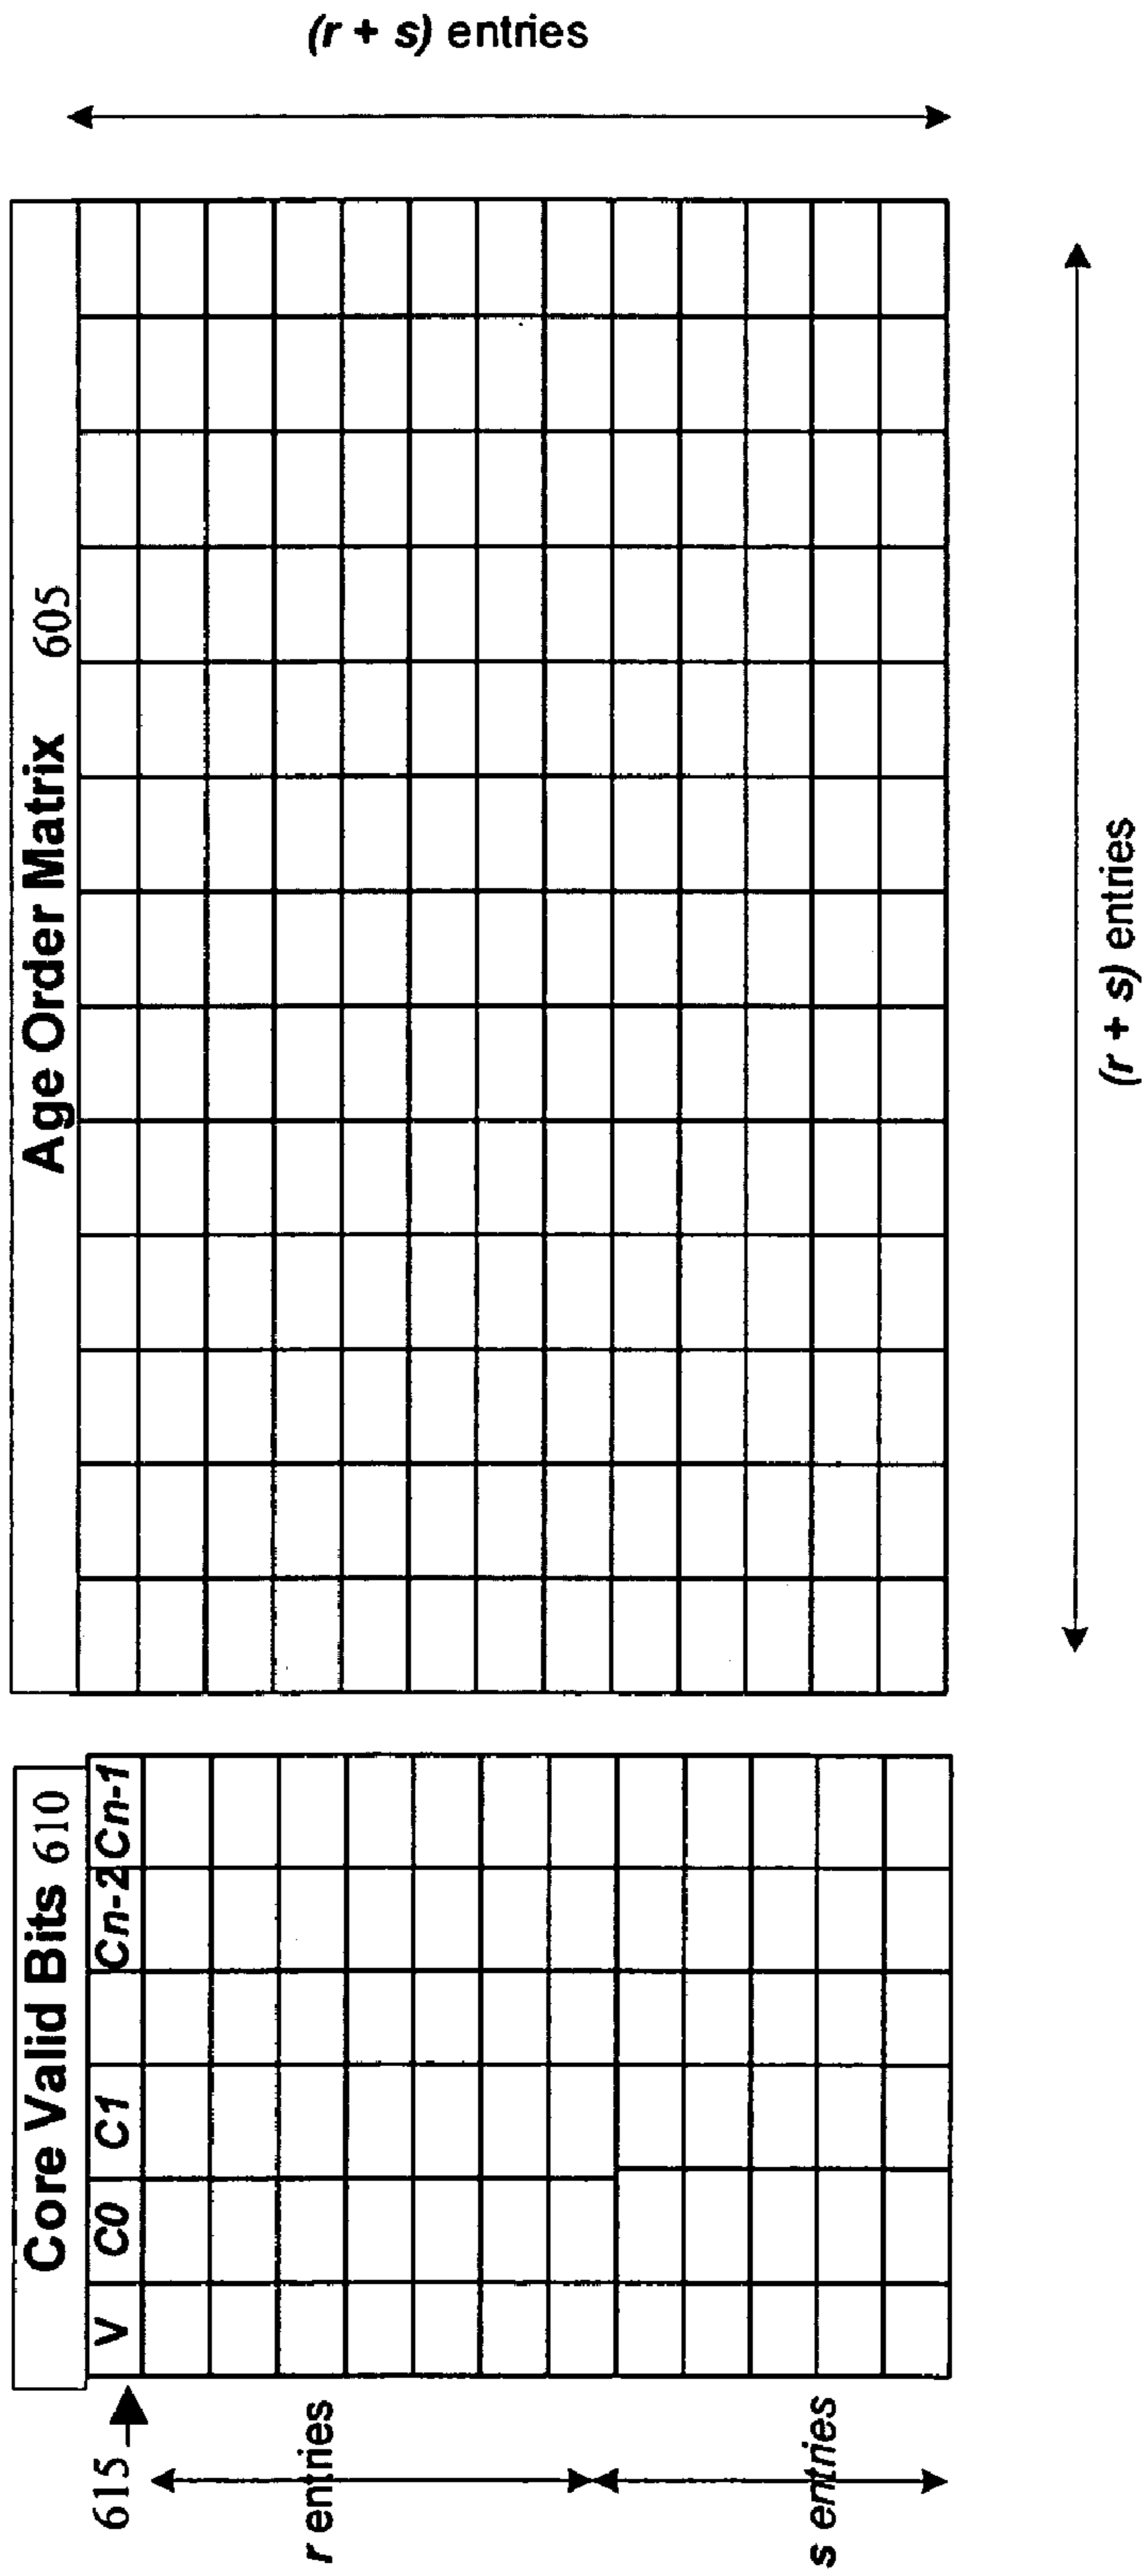 (r + s) entries
Age Order Matrix 605
(r + s) entries
Core Valid Bits 610
V C0 C1 Cn-2 Cn-1
615
r entries
s entries